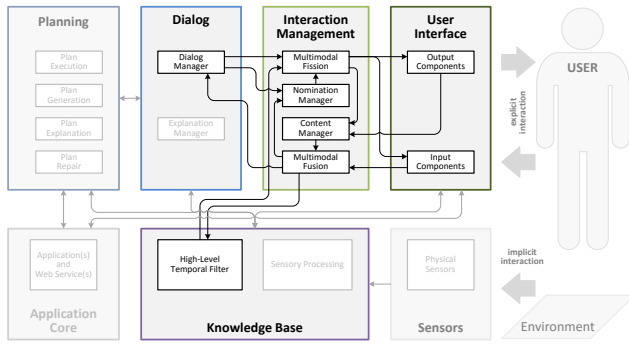 Planning
Plan
Execution
Plan
Generation
Plan
Explanation
Plan
Repair
Dialog
Dialog
Manager
Explanation
Manager
Interaction
Management
Multimodal
Fission
Nomination
Manager
Content
Manager
Multimodal
Fusion
User
Interface
Output
Components
Input
Components
explicit
interaction
USER
Application(s)
and
Web Service(s)
Application
Core
High-Level
Temporal Filter
Sensory Processing
Knowledge Base
Physical
Sensors
Sensors
implicit
interaction
Environment